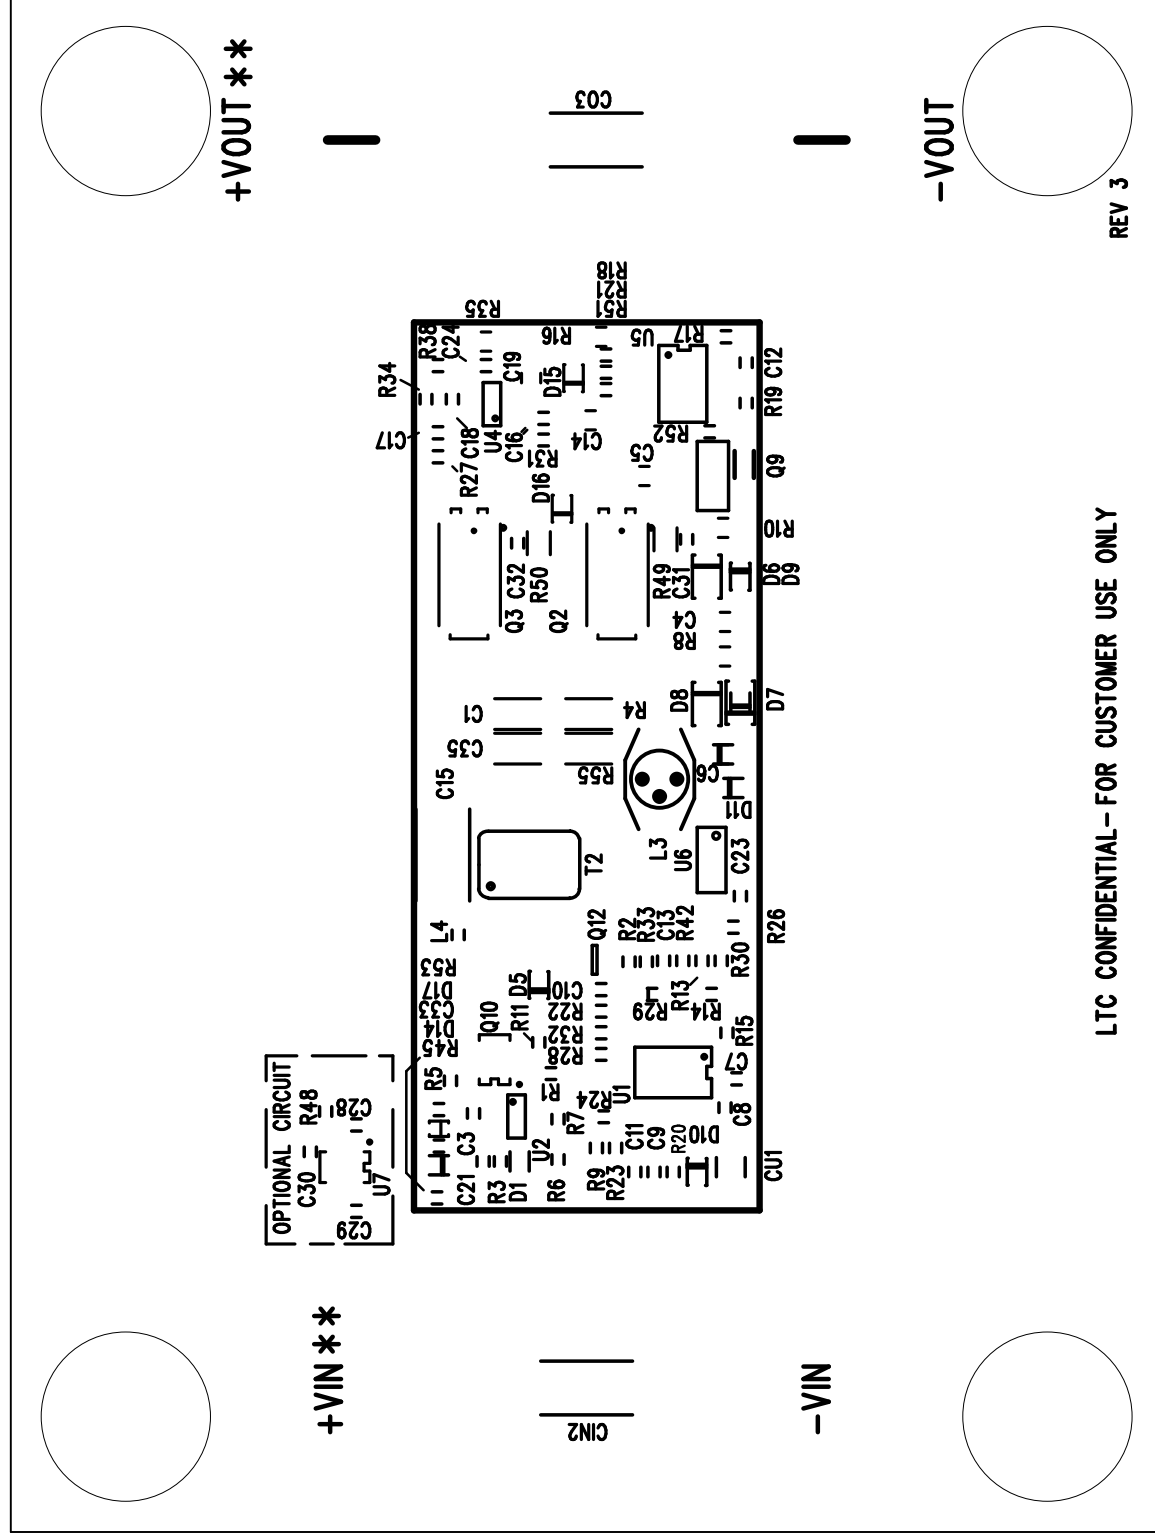 +VOUT **
CO3
-VOUT
REV 3
R18
R21
R51
R35
R38
C24
R16
U5
R17
C19
D15
C12
R34
R19
C17
C18
U4
C16
R31
C14
R52
C5
Q9
R27
D16
R10
C32
R50
R49
C31
D6
D9
Q3
Q2
C4
R8
C1
R4
D8
D7
C35
R55
C6
C15
D11
L3
U6
C23
T2
L4
Q12
R2
R33
C13
R42
R26
R53
D17
C33
D14
R45
D5
C10
R22
R32
R28
R30
R13
R29
R14
Q10
R11
R15
C7
R5
R1
R24
U1
C8
OPTIONAL CIRCUIT
R48
C28
C30
U7
C29
C3
R7
U2
C21
R3
D1
R6
R9
R23
C11
C9
R20
D10
CU1
LTC CONFIDENTIAL-FOR CUSTOMER USE ONLY
+VIN **
CIN2
-VIN